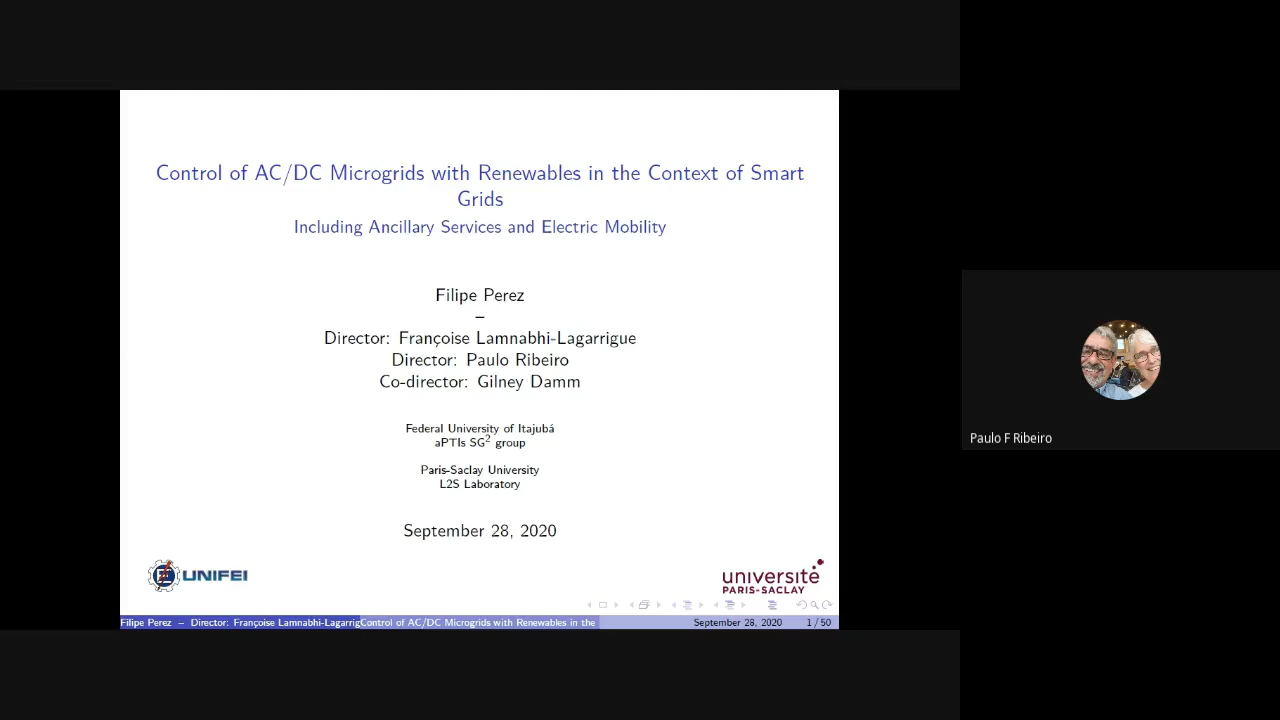 Control of AC/DC Microgrids with Renewables in the Context of Smart
Grids
Including Ancillary Services and Electric Mobility
Filipe Perez
–
Director: Françoise Lamnabhi-Lagarrigue
Director: Paulo Ribeiro
Co-director: Gilney Damm
Federal University of Itajubá
aPTIs SG² group
Paris-Saclay University
L2S Laboratory
September 28, 2020
UNIFEI
université
PARIS-SACLAY
Filipe Perez – Director: Françoise Lamnabhi-Lagarrig
Control of AC/DC Microgrids with Renewables in the
September 28, 2020
1 / 50
Paulo F Ribeiro